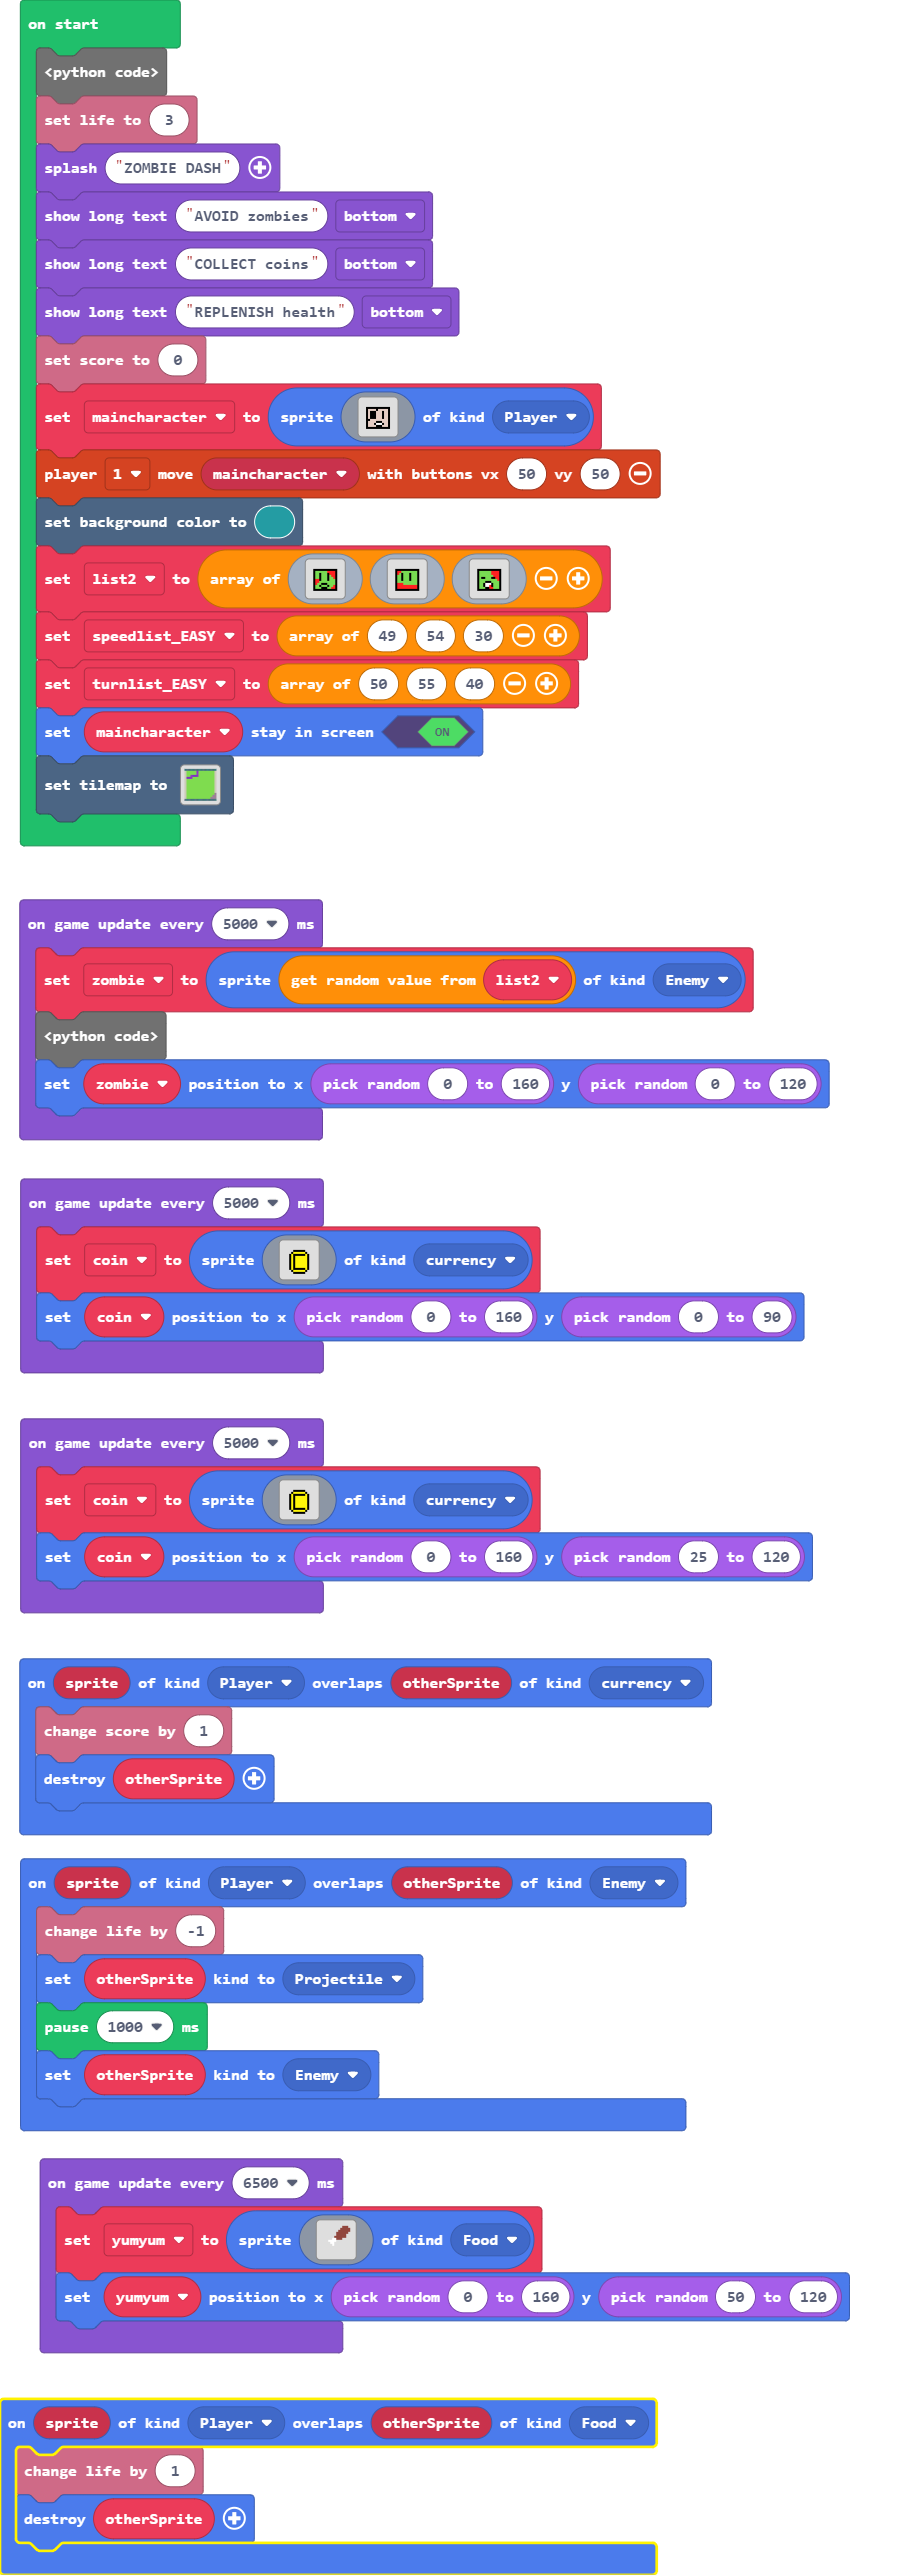 on start
<python code>
set life to 3
splash "ZOMBIE DASH"
show long text "AVOID zombies" bottom
show long text "COLLECT coins" bottom
show long text "REPLENISH health" bottom
set score to 0
set maincharacter to sprite of kind Player
player 1 move maincharacter with buttons vx 50 vy 50
set background color to
set list2 to array of
set speedlist_EASY to array of 49 54 30
set turnlist_EASY to array of 50 55 40
set maincharacter stay in screen ON
set tilemap to
on game update every 5000 ms
set zombie to sprite get random value from list2 of kind Enemy
<python code>
set zombie position to x pick random 0 to 160 y pick random 0 to 120
on game update every 5000 ms
set coin to sprite of kind currency
set coin position to x pick random 0 to 160 y pick random 0 to 90
on game update every 5000 ms
set coin to sprite of kind currency
set coin position to x pick random 0 to 160 y pick random 25 to 120
on sprite of kind Player overlaps otherSprite of kind currency
change score by 1
destroy otherSprite
on sprite of kind Player overlaps otherSprite of kind Enemy
change life by -1
set otherSprite kind to Projectile
pause 1000 ms
set otherSprite kind to Enemy
on game update every 6500 ms
set yumyum to sprite of kind Food
set yumyum position to x pick random 0 to 160 y pick random 50 to 120
on sprite of kind Player overlaps otherSprite of kind Food
change life by 1
destroy otherSprite